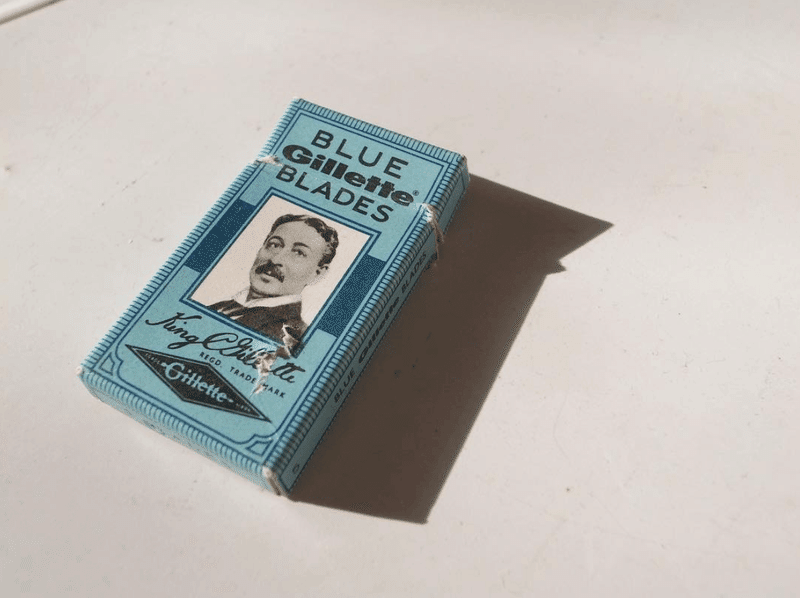 BLUE
Gillette®
BLADES
King C Gillette
REGD. TRADE MARK
Gillette
BLUE Gillette BLADES